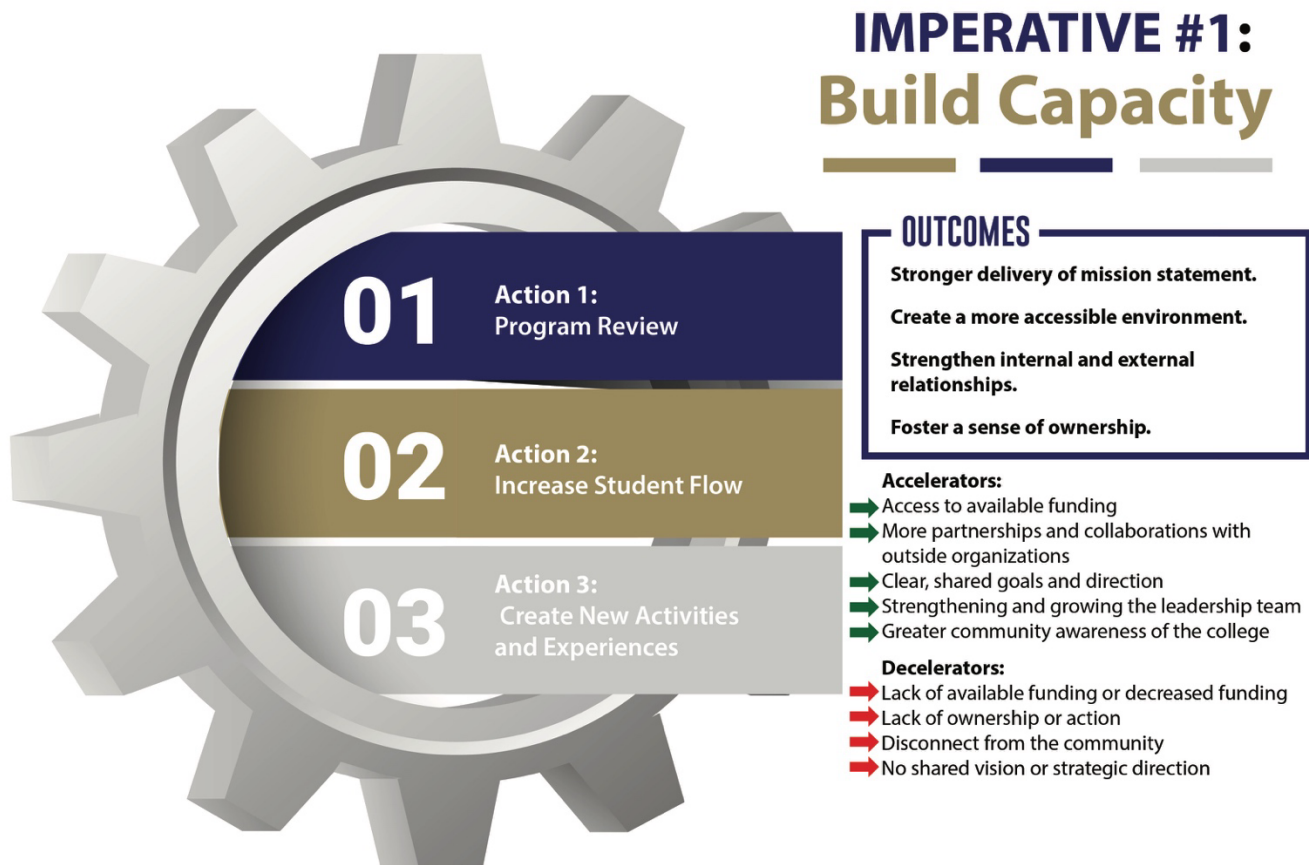 IMPERATIVE #1:
Build Capacity
01
Action 1:
Program Review
02
Action 2:
Increase Student Flow
03
Action 3:
Create New Activities
and Experiences
OUTCOMES
Stronger delivery of mission statement.
Create a more accessible environment.
Strengthen internal and external
relationships.
Foster a sense of ownership.
Accelerators:
Access to available funding
More partnerships and collaborations with
outside organizations
Clear, shared goals and direction
Strengthening and growing the leadership team
Greater community awareness of the college
Decelerators:
Lack of available funding or decreased funding
Lack of ownership or action
Disconnect from the community
No shared vision or strategic direction